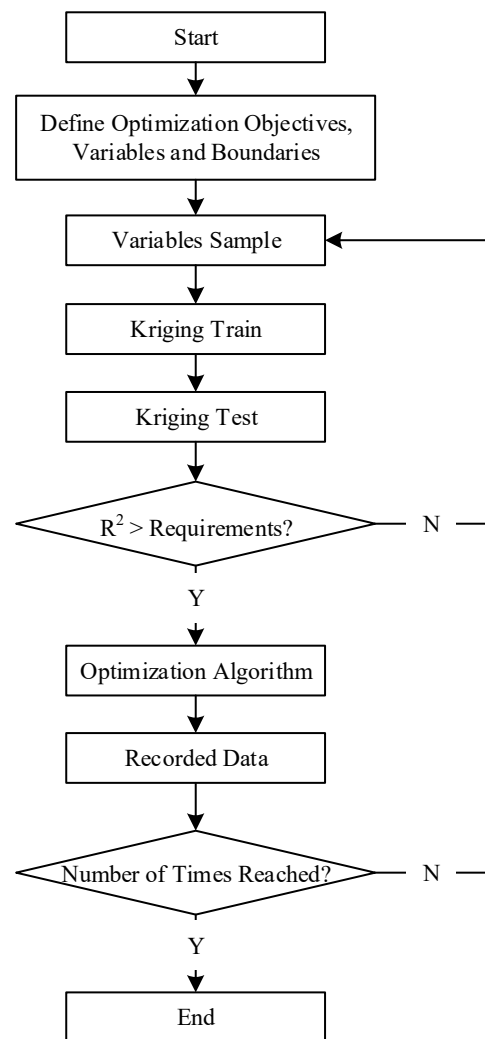 Start
Define Optimization Objectives,
Variables and Boundaries
Variables Sample
Kriging Train
Kriging Test
R² > Requirements?
N
Y
Optimization Algorithm
Recorded Data
Number of Times Reached?
N
Y
End